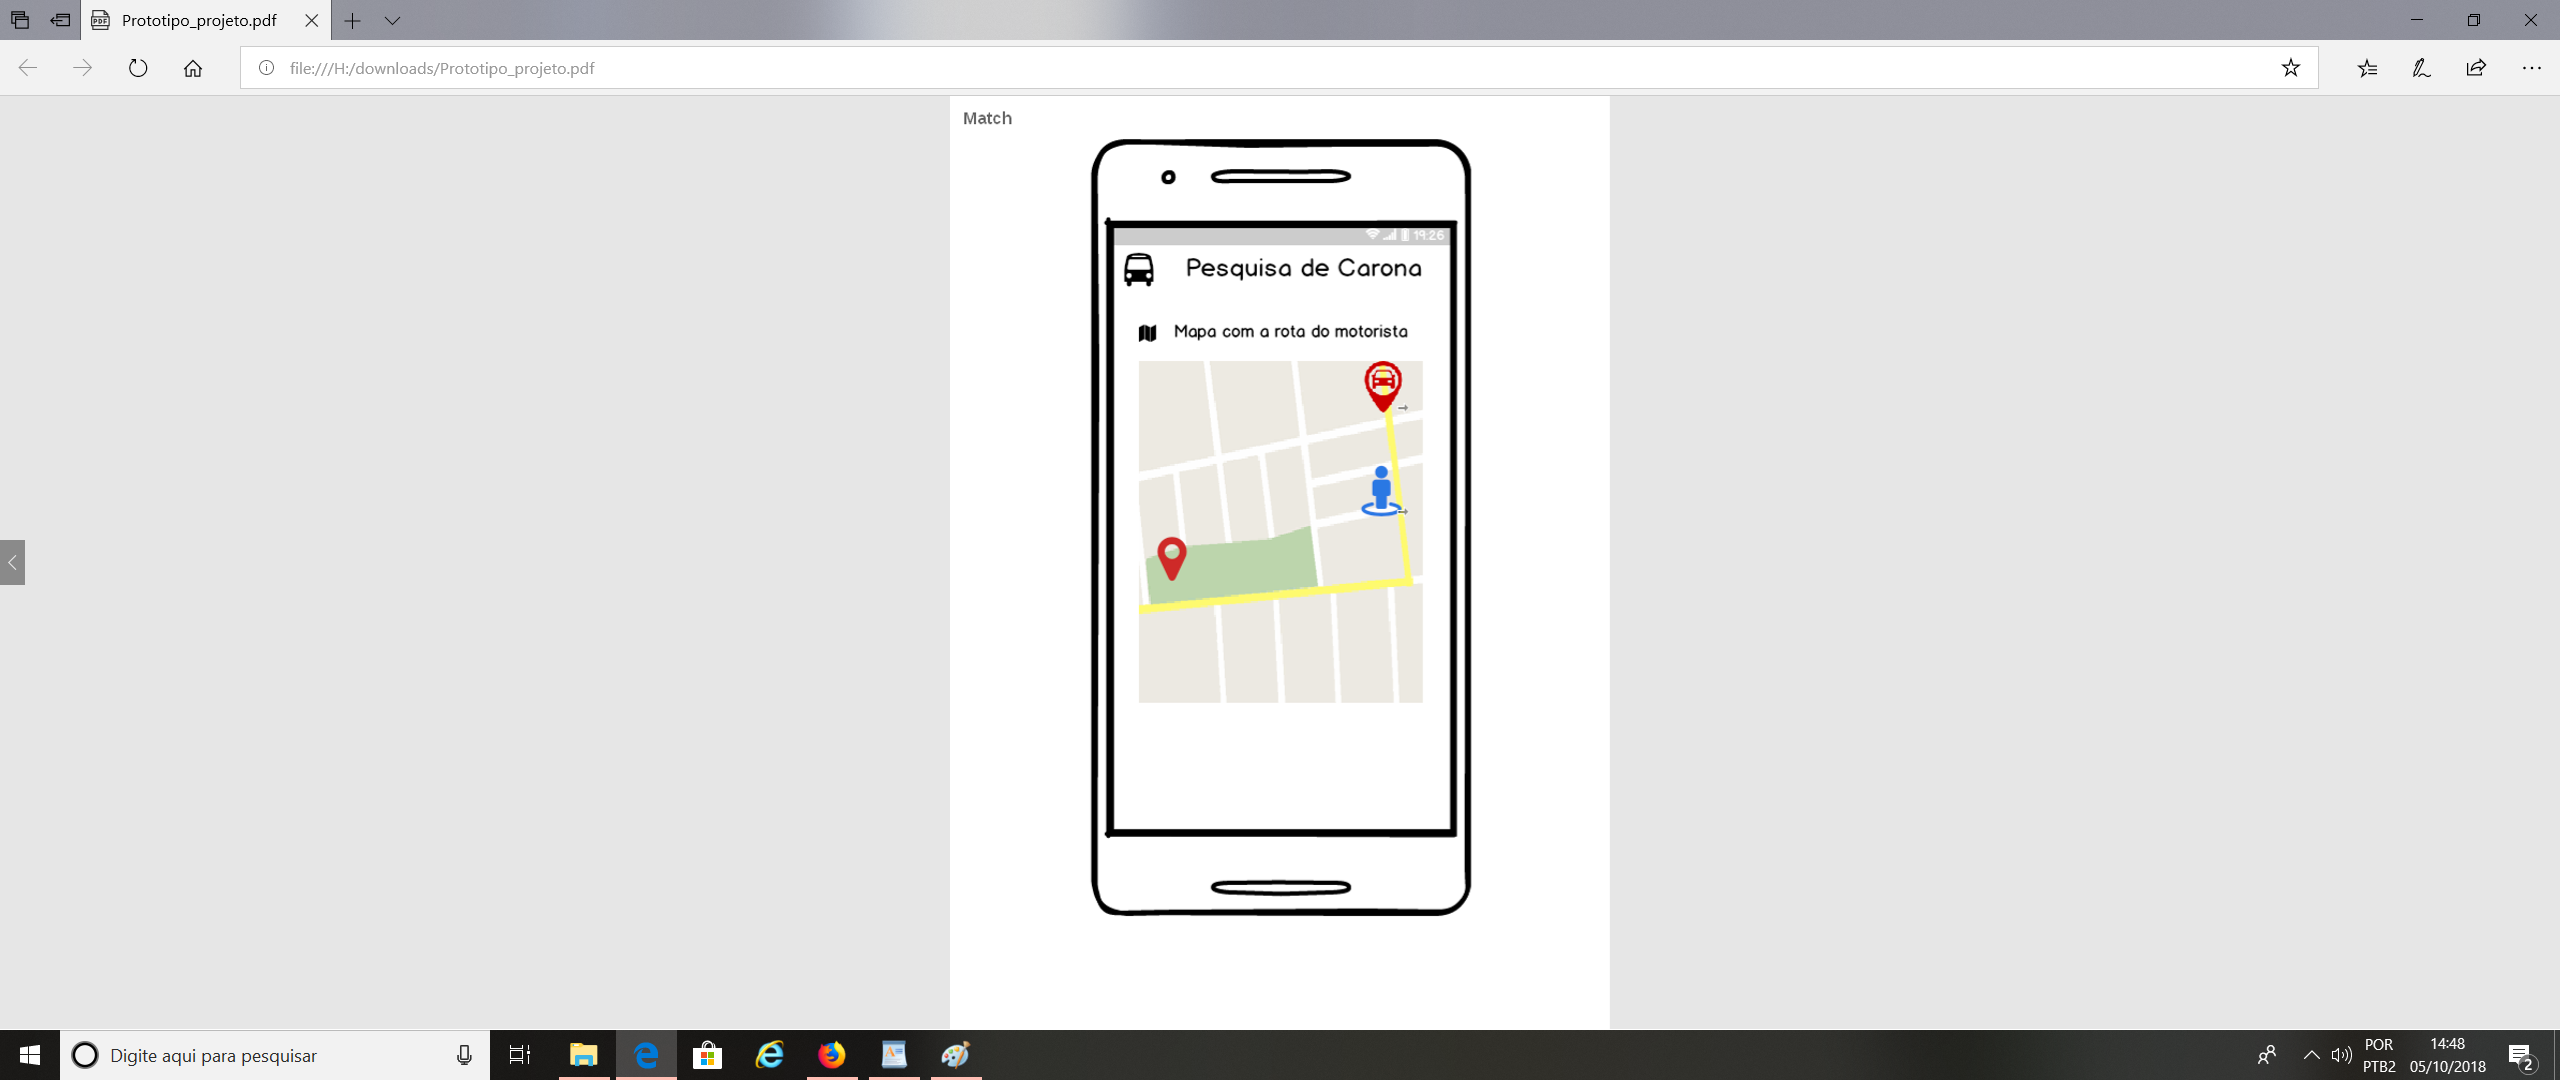 Prototipo_projeto.pdf
file:///H:/downloads/Prototipo_projeto.pdf
Match
19:26
Pesquisa de Carona
Mapa com a rota do motorista
Digite aqui para pesquisar
POR
PTB2
14:48
05/10/2018
2